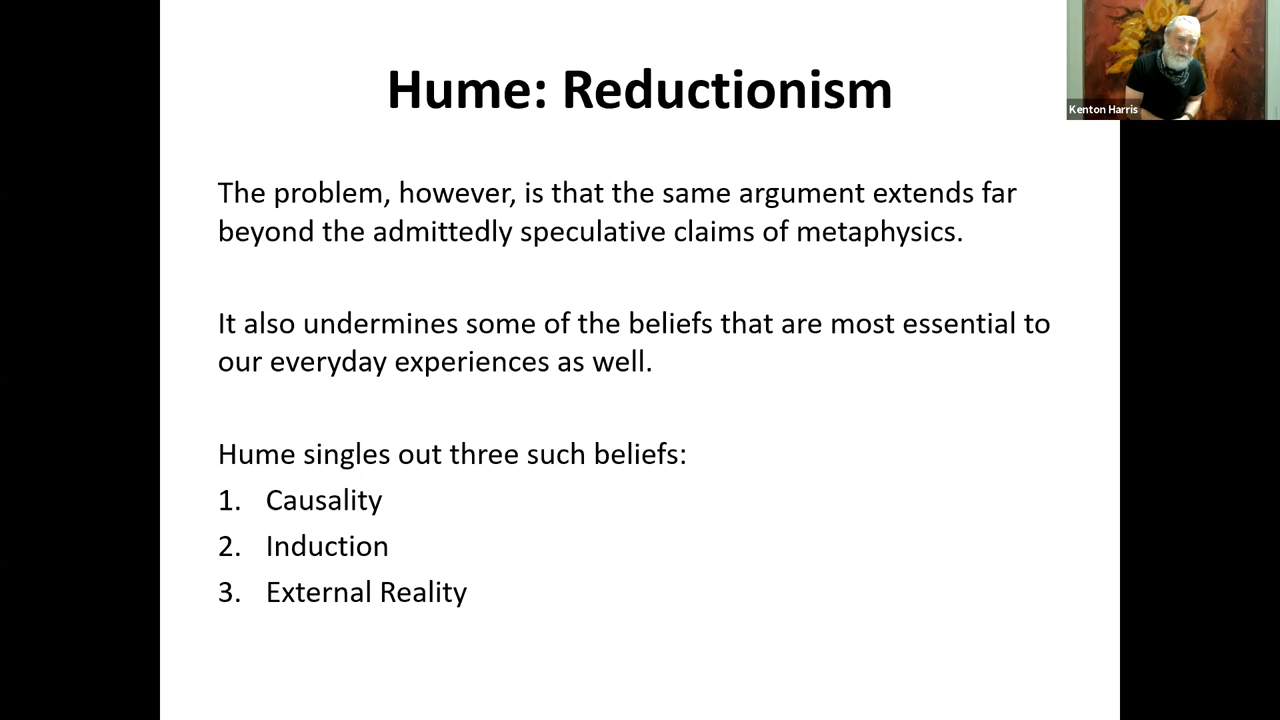 Hume: Reductionism
Kenton Harris
The problem, however, is that the same argument extends far
beyond the admittedly speculative claims of metaphysics.
It also undermines some of the beliefs that are most essential to
our everyday experiences as well.
Hume singles out three such beliefs:
1. Causality
2. Induction
3. External Reality